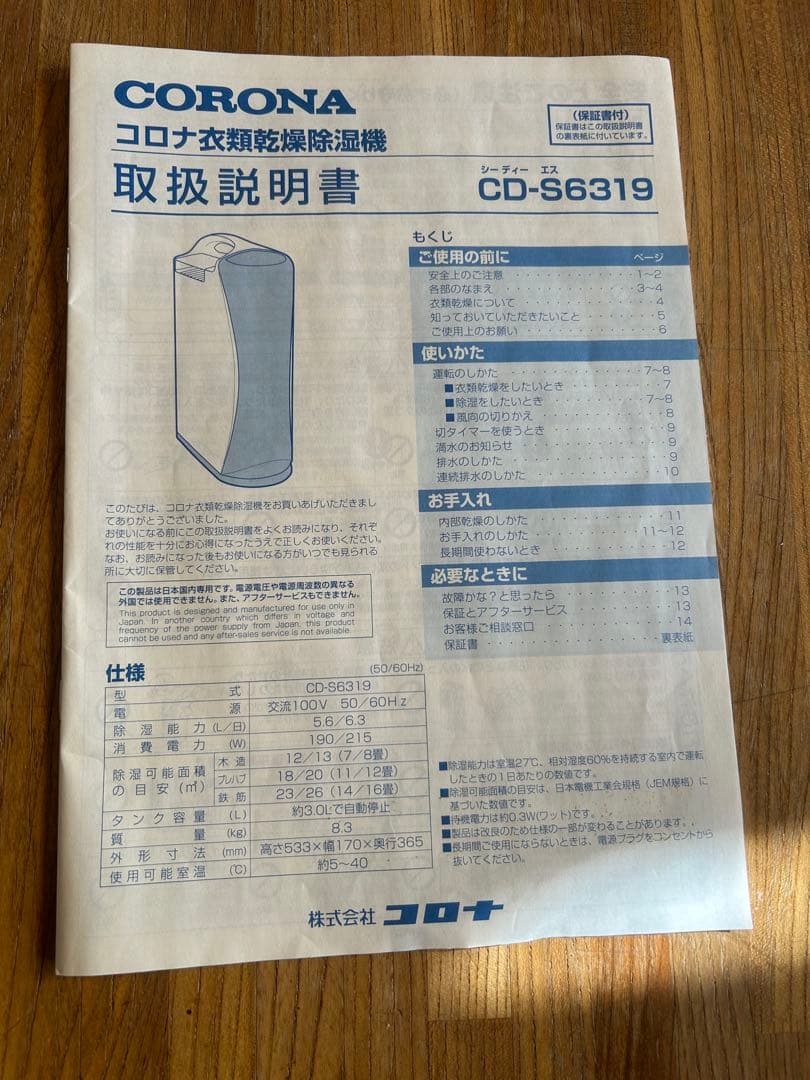 CORONA
コロナ衣類乾燥除湿機
取扱説明書
(保証書付)
保証書はこの取扱説明書
の裏表紙に付いています。
シー ディー エス
CD-S6319
もくじ
ご使用の前に ページ
安全上のご注意 ············· 1~2
各部のなまえ ············· 3~4
衣類乾燥について ············· 4
知っておいていただきたいこと ······· 5
ご使用上のお願い ············· 6
使いかた
運転のしかた ············· 7~8
■衣類乾燥をしたいとき ········· 7
■除湿をしたいとき ········· 7~8
■風向の切りかえ ············· 8
切タイマーを使うとき ············· 9
満水のお知らせ ············· 9
排水のしかた ············· 9
連続排水のしかた ············· 10
お手入れ
内部乾燥のしかた ············· 11
お手入れのしかた ············· 11~12
長期間使わないとき ············· 12
必要なときに
故障かな?と思ったら ············· 13
保証とアフターサービス ············· 13
お客様ご相談窓口 ············· 14
保証書 ············· 裏表紙
このたびは、コロナ衣類乾燥除湿機をお買いあげいただきまし
てありがとうございました。
お使いになる前にこの取扱説明書をよくお読みになり、それぞ
れの性能を十分にお心得になったうえで正しくお使いください。
なお、お読みになった後もお使いになる方がいつでも見られる
所に大切に保管してください。
この製品は日本国内専用です。電源電圧や電源周波数の異なる
外国では使用できません。また、アフターサービスもできません。
This product is designed and manufactured for use only in
Japan. In another country which differs in voltage and
frequency of the power supply from Japan, this product
cannot be used and any after-sales service is not available.
仕様 (50/60Hz)
型式 CD-S6319
電源 交流100V 50/60Hz
除湿能力(L/日) 5.6/6.3
消費電力(W) 190/215
除湿可能面積の目安(㎡) 木造 12/13(7/8畳)
プレハブ 18/20(11/12畳)
鉄筋 23/26(14/16畳)
タンク容量(L) 約3.0Lで自動停止
質量(kg) 8.3
外形寸法(mm) 高さ533×幅170×奥行365
使用可能室温(℃) 約5~40
■除湿能力は室温27℃、相対湿度60%を持続する室内で運転
したときの1日あたりの数値です。
■除湿可能面積の目安は、日本電機工業会規格(JEM規格)に
基づいた数値です。
■待機電力は約0.3W(ワット)です。
■製品は改良のため仕様の一部が変わることがあります。
■長期間ご使用にならないときは、電源プラグをコンセントから
抜いてください。
株式会社 コロナ